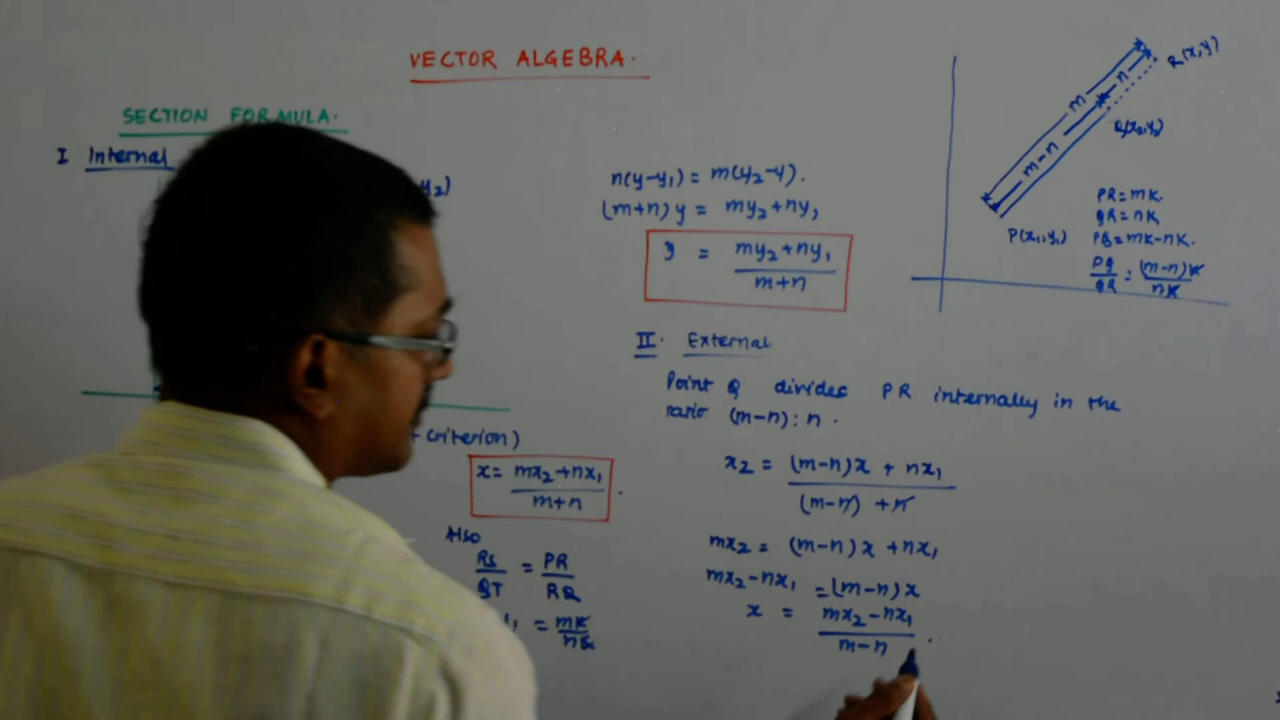 VECTOR ALGEBRA.
SECTION FORMULA.
I Internal
y₂)
criterion)
x = mx₂+nx₁ / m+n .
Also
RS / QT = PR / RQ
= mK / nK
n(y-y₁) = m(y₂-y).
(m+n)y = my₂+ny₁
y = my₂+ny₁ / m+n
II. External
Point Q divides PR internally in the
ratio (m-n): n .
x₂ = (m-n)x + nx₁ / (m-n) + n
mx₂ = (m-n)x + nx₁
mx₂-nx₁ = (m-n)x
x = mx₂-nx₁ / m-n .
R(x,y)
n
m
Q(x₂,y₂)
m-n
P(x₁,y₁)
PR = mK.
QR = nK
PQ = mK-nK.
PQ / QR = (m-n)K / nK